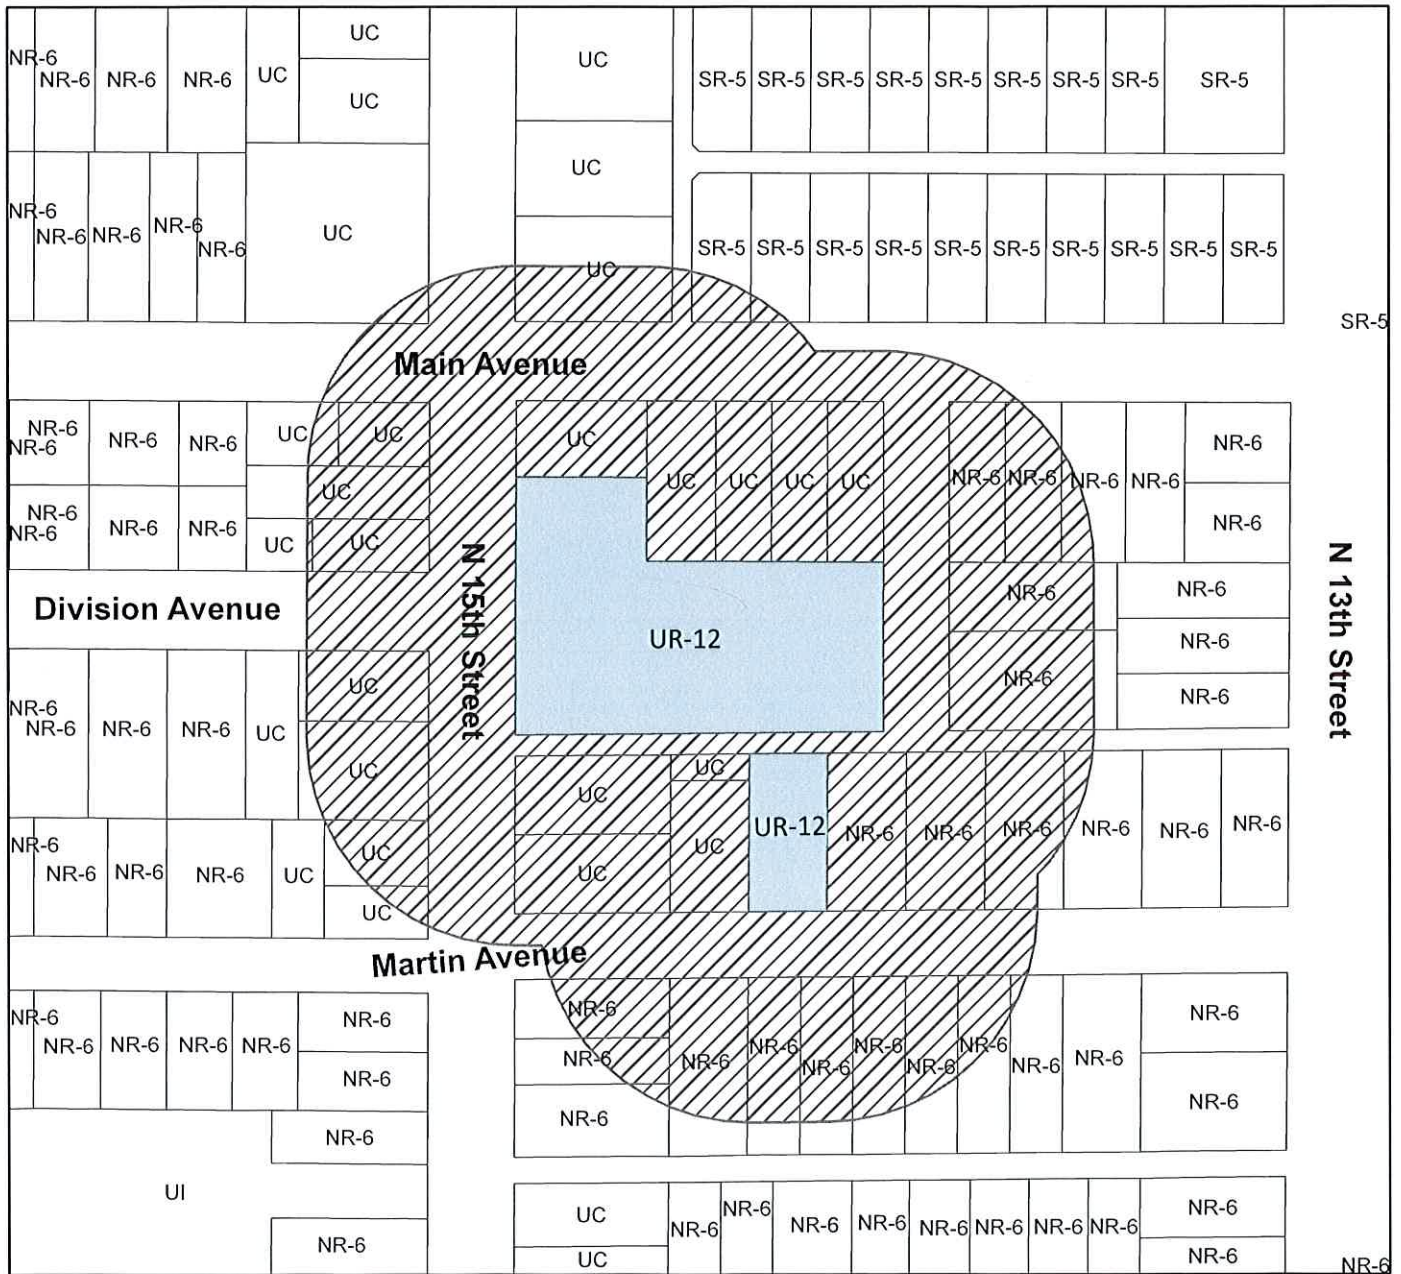 UC
NR-6
NR-6 NR-6 NR-6 UC UC SR-5 SR-5 SR-5 SR-5 SR-5 SR-5 SR-5 SR-5 SR-5
UC
UC
NR-6
NR-6 NR-6 NR-6 NR-6 UC SR-5 SR-5 SR-5 SR-5 SR-5 SR-5 SR-5 SR-5 SR-5 SR-5
UC
SR-5
Main Avenue
NR-6 NR-6 NR-6 UC UC UC NR-6
NR-6
UC UC UC UC UC NR-6 NR-6 NR-6 NR-6
NR-6 NR-6 NR-6 UC UC NR-6
NR-6
Division Avenue
N 15th Street
N 13th Street
NR-6 NR-6
UR-12 NR-6
NR-6 UC NR-6 NR-6
NR-6 NR-6 NR-6 UC
UC UC
UC
UR-12 NR-6 NR-6 NR-6 NR-6 NR-6 NR-6
NR-6 UC UC
NR-6 NR-6 NR-6 UC UC
UC
Martin Avenue
NR-6 NR-6 NR-6 NR-6
NR-6 NR-6 NR-6 NR-6 NR-6 NR-6 NR-6 NR-6 NR-6 NR-6 NR-6 NR-6 NR-6
NR-6 NR-6
NR-6 NR-6
UI
UC NR-6 NR-6
NR-6 NR-6 NR-6 NR-6 NR-6 NR-6 NR-6
NR-6 UC NR-6 NR-6